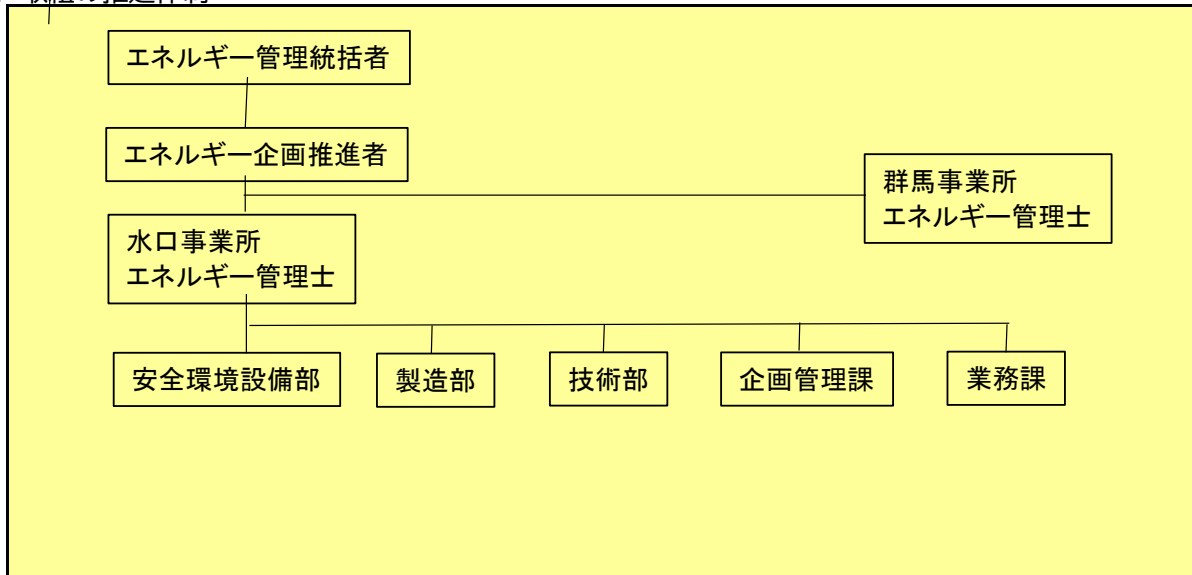 エネルギー管理統括者
エネルギー企画推進者
群馬事業所
エネルギー管理士
水口事業所
エネルギー管理士
安全環境設備部
製造部
技術部
企画管理課
業務課